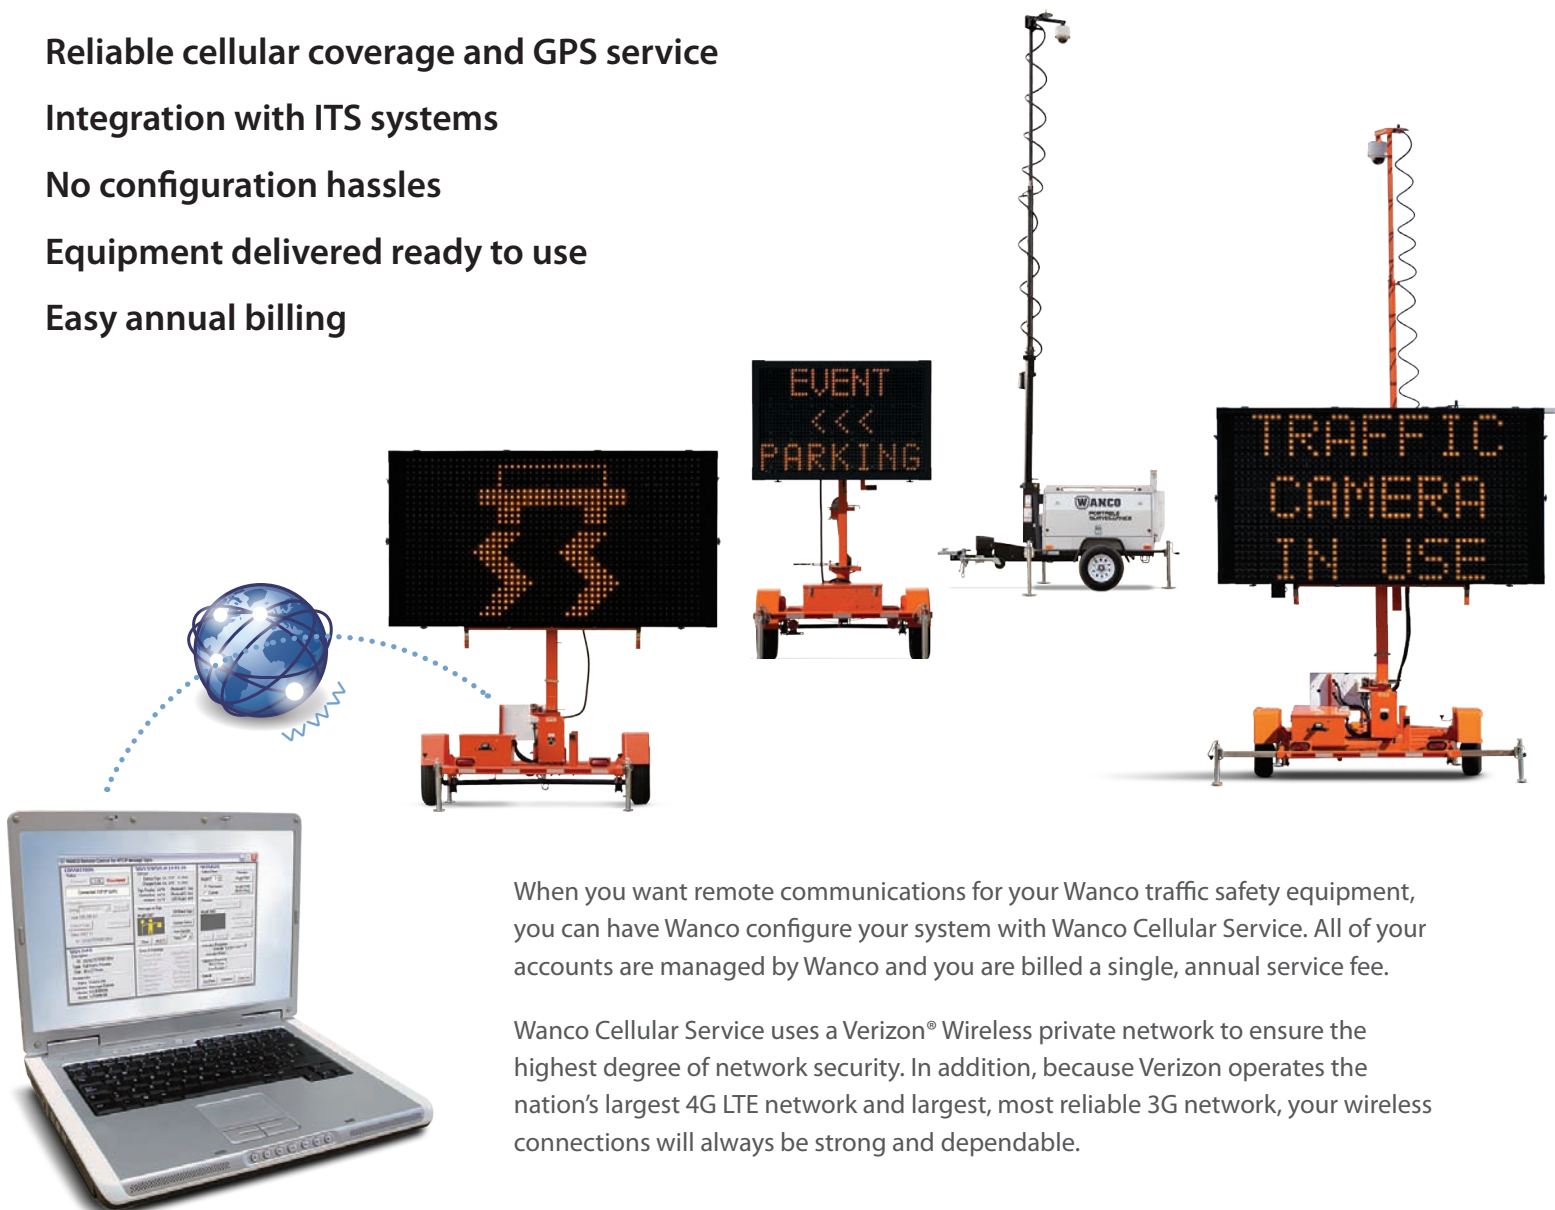 Reliable cellular coverage and GPS service
Integration with ITS systems
No configuration hassles
Equipment delivered ready to use
Easy annual billing
EVENT
<<<
PARKING
WANCO
PORTABLE
SURVEILLANCE
TRAFFIC
CAMERA
IN USE
www
When you want remote communications for your Wanco traffic safety equipment,
you can have Wanco configure your system with Wanco Cellular Service. All of your
accounts are managed by Wanco and you are billed a single, annual service fee.
Wanco Cellular Service uses a Verizon® Wireless private network to ensure the
highest degree of network security. In addition, because Verizon operates the
nation's largest 4G LTE network and largest, most reliable 3G network, your wireless
connections will always be strong and dependable.